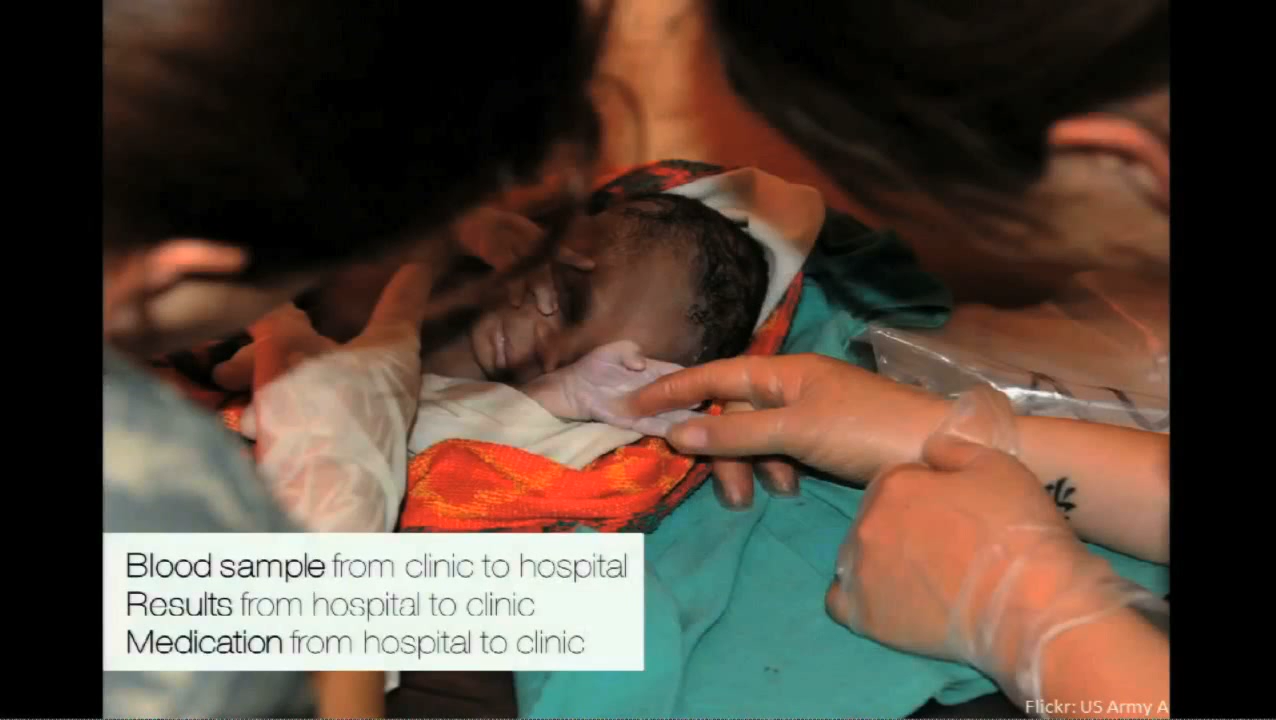 Blood sample from clinic to hospital
Results from hospital to clinic
Medication from hospital to clinic
Flickr: US Army A